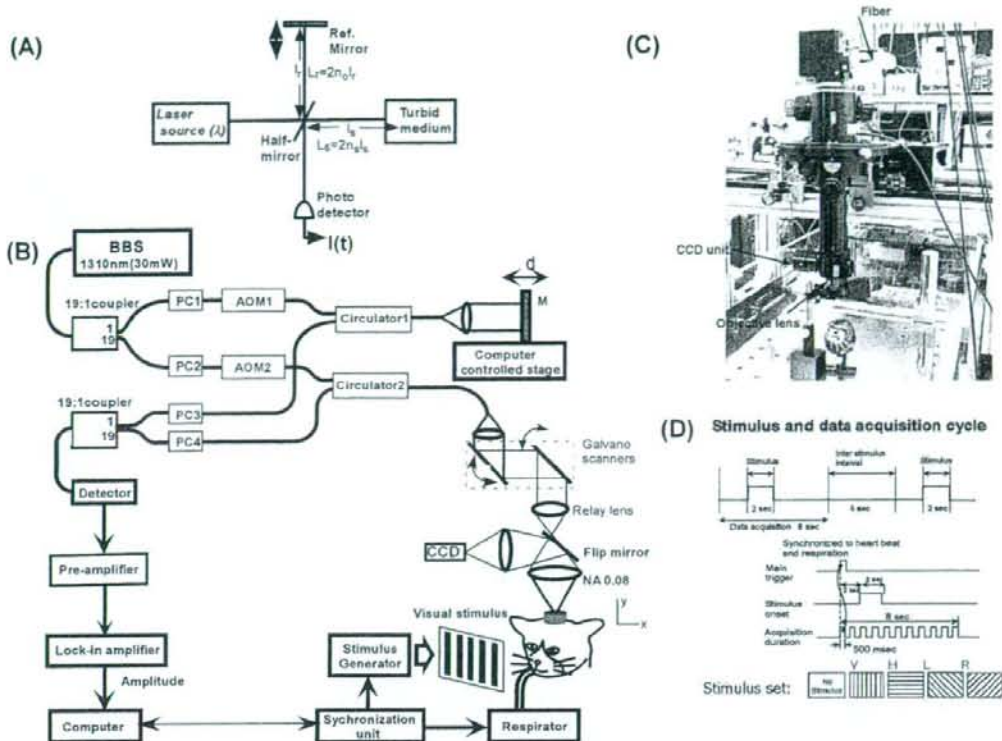 (A)
Ref.
Mirror
lr Lr=2n0lr
Laser
source (λ)
Turbid
medium
ls
Ls=2nsls
Half-
mirror
Photo
detector
I(t)
(B)
BBS
1310nm(30mW)
19:1coupler
1
19
PC1
AOM1
PC2
AOM2
Circulator1
Circulator2
d
M
Computer
controlled stage
19:1coupler
1
19
PC3
PC4
Detector
Pre-amplifier
Lock-in amplifier
Amplitude
Computer
Galvano
scanners
Relay lens
CCD
Flip mirror
NA 0.08
y
x
Visual stimulus
Stimulus
Generator
Sychronization
unit
Respirator
(C)
Fiber
CCD unit
Objective lens
(D)
Stimulus and data acquisition cycle
Stimulus
Inter stimulus
interval
Stimulus
2 sec
2 sec
Data acquisition 8 sec
Synchronized to heart beat
and respiration
Main
trigger
2 sec
Stimulus
onset
8 sec
Acquisition
duration
500 msec
V H L R
Stimulus set:
No
Stimulus